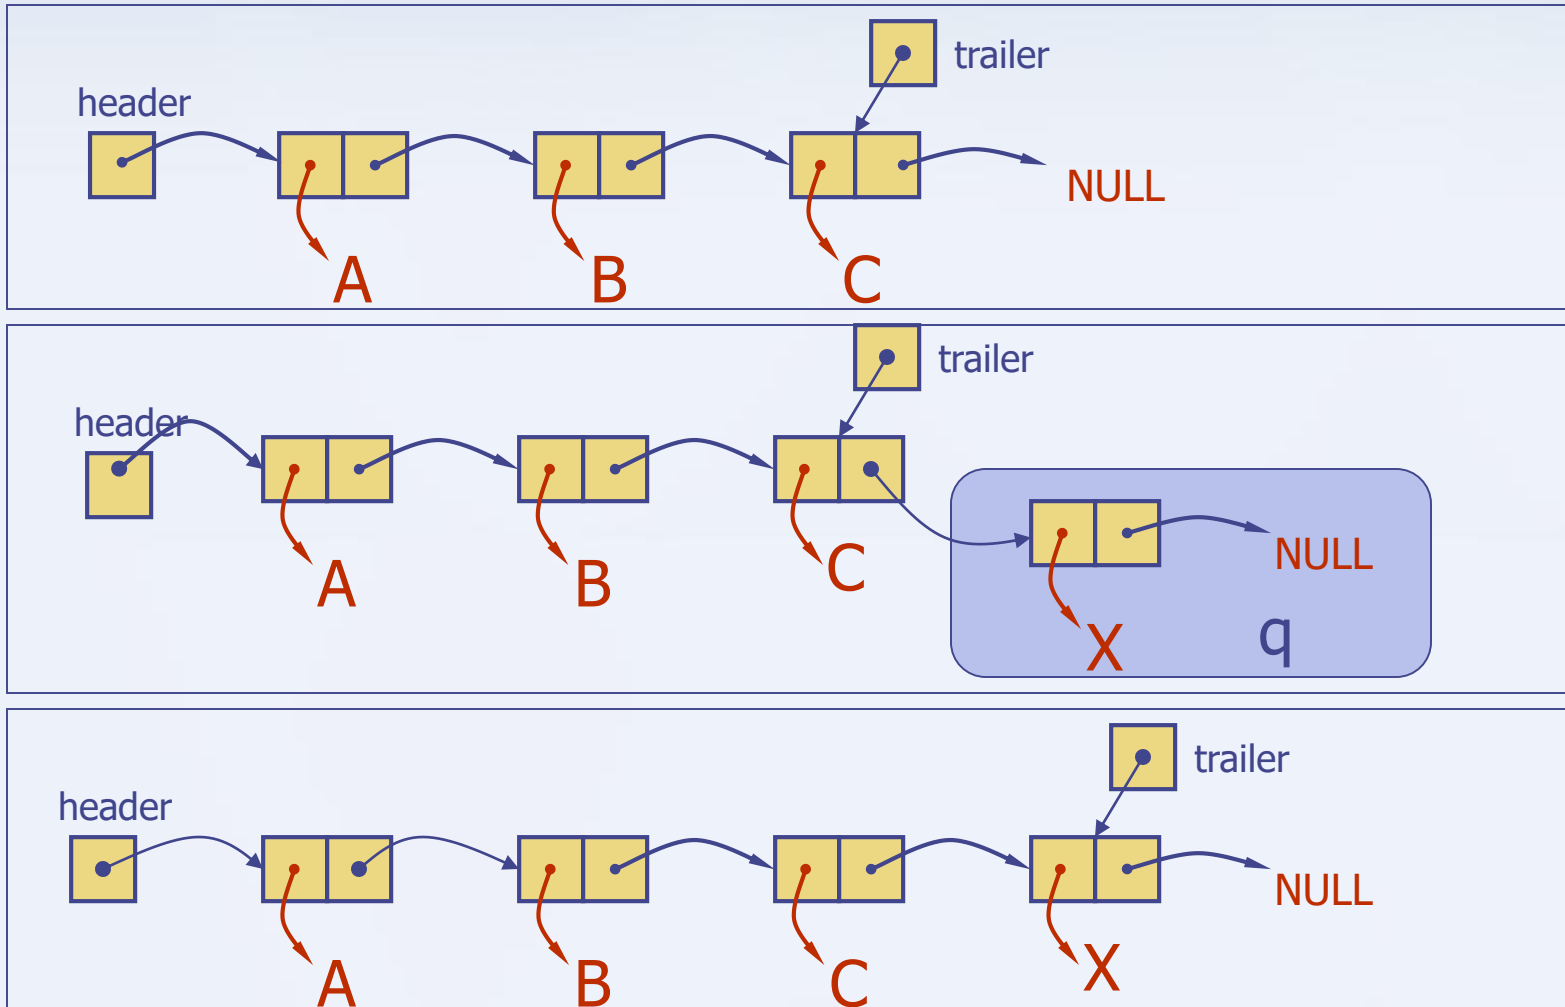 trailer
header
NULL
A B C
trailer
header
NULL
A B C
X q
trailer
header
NULL
A B C X